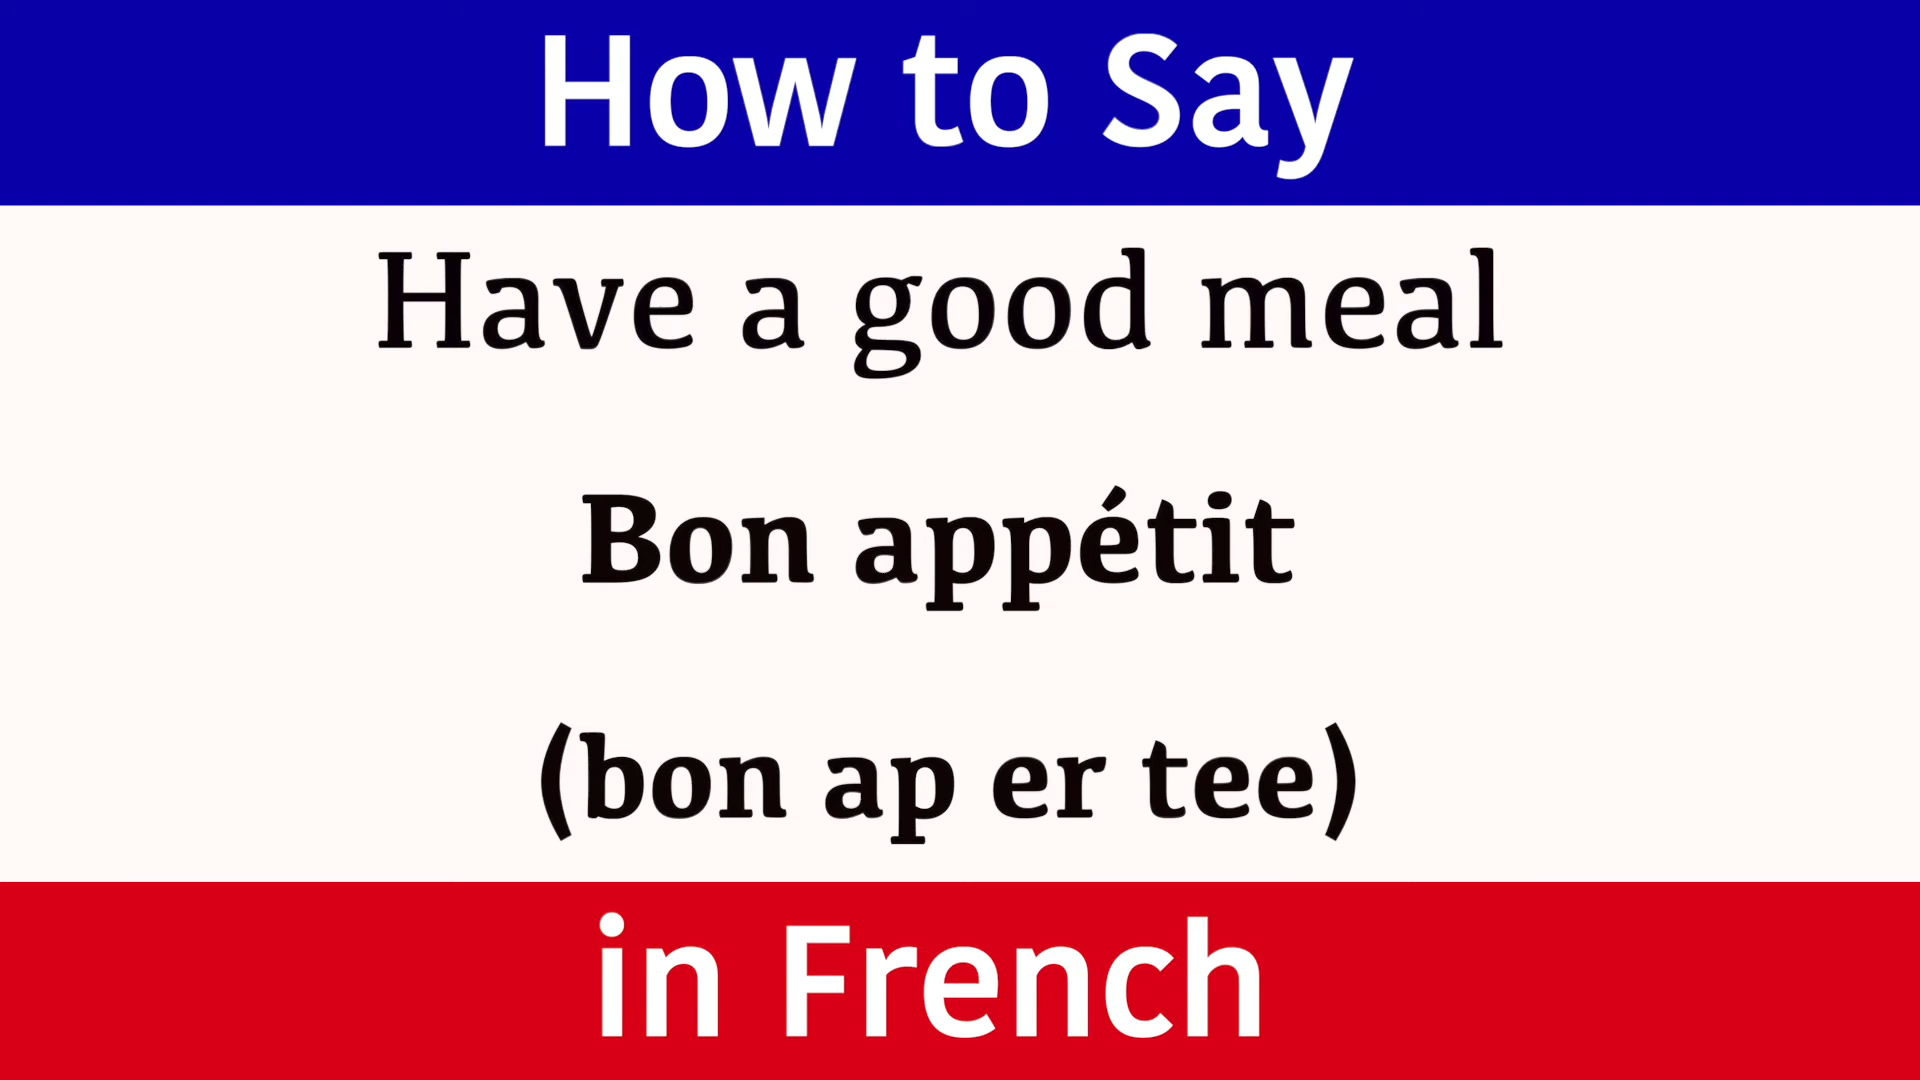 How to Say
Have a good meal
Bon appétit
(bon ap er tee)
in French